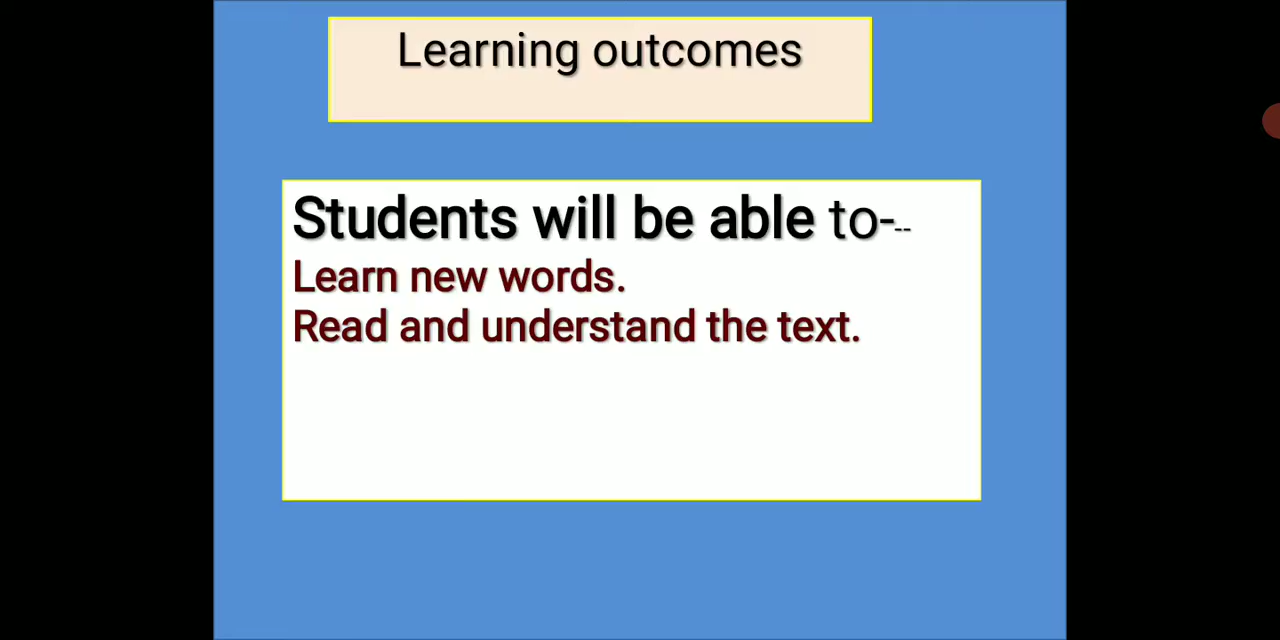 Learning outcomes
Students will be able to---
Learn new words.
Read and understand the text.